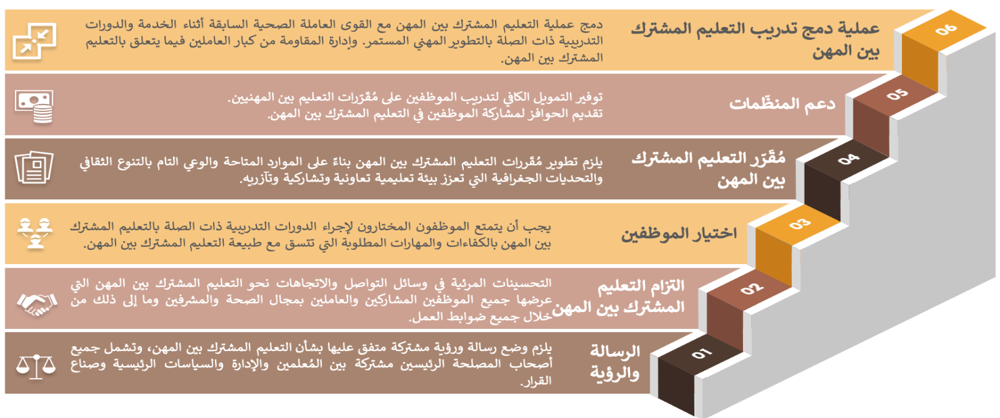 06
عملية دمج تدريب التعليم المشترك
بين المهن
دمج عملية التعليم المشترك بين المهن مع القوى العاملة الصحية السابقة أثناء الخدمة والدورات
التدريبية ذات الصلة بالتطوير المهني المستمر. وإدارة المقاومة من كبار العاملين فيما يتعلق بالتعليم
المشترك بين المهن.
05
دعم المنظّمات
توفير التمويل الكافي لتدريب الموظفين على مُقَرّرات التعليم بين المهنيين.
تقديم الحوافز لمشاركة الموظفين في التعليم المشترك بين المهن.
04
مُقَرّر التعليم المشترك
بين المهن
يلزم تطوير مُقَررات التعليم المشترك بين المهن بناءً على الموارد المتاحة والوعي التام بالتنوع الثقافي
والتحديات الجغرافية التي تعزز بيئة تعليمية تعاونية وتشاركية وتآزريه.
03
اختيار الموظفين
يجب أن يتمتع الموظفون المختارون لإجراء الدورات التدريبية ذات الصلة بالتعليم المشترك
بين المهن بالكفاءات والمهارات المطلوبة التي تتسق مع طبيعة التعليم المشترك بين المهن.
02
التزام التعليم
المشترك بين المهن
التحسينات المرئية في وسائل التواصل والاتجاهات نحو التعليم المشترك بين المهن التي
عرضها جميع الموظفين المشاركين والعاملين بمجال الصحة والمشرفين وما إلى ذلك من
خلال جميع ضوابط العمل.
01
الرسالة
والرؤية
يلزم وضع رسالة ورؤية مشتركة متفق عليها بشأن التعليم المشترك بين المهن، وتشمل جميع
أصحاب المصلحة الرئيسين مشتركة بين المُعلمين والإدارة والسياسات الرئيسية وصناع
القرار.